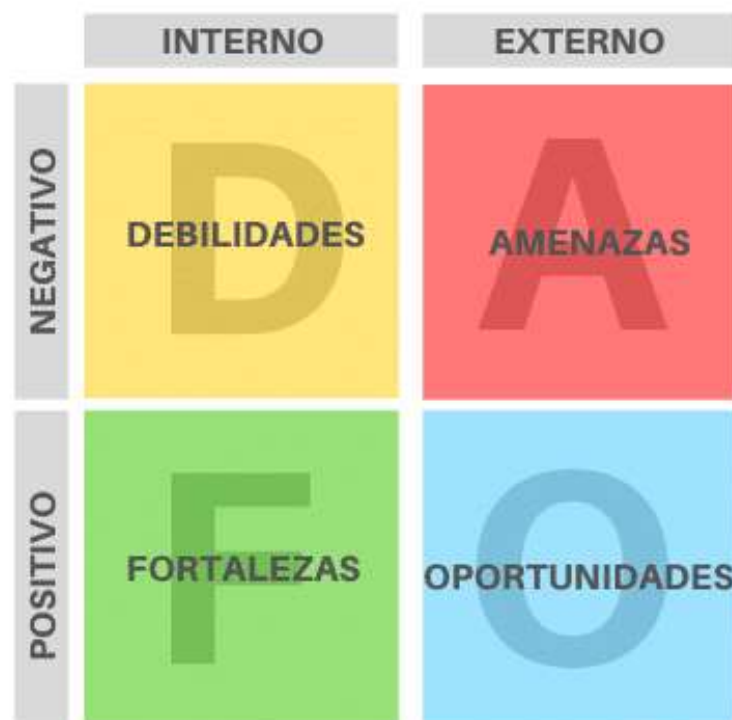 INTERNO
EXTERNO
NEGATIVO
D
DEBILIDADES
A
AMENAZAS
POSITIVO
F
FORTALEZAS
O
OPORTUNIDADES